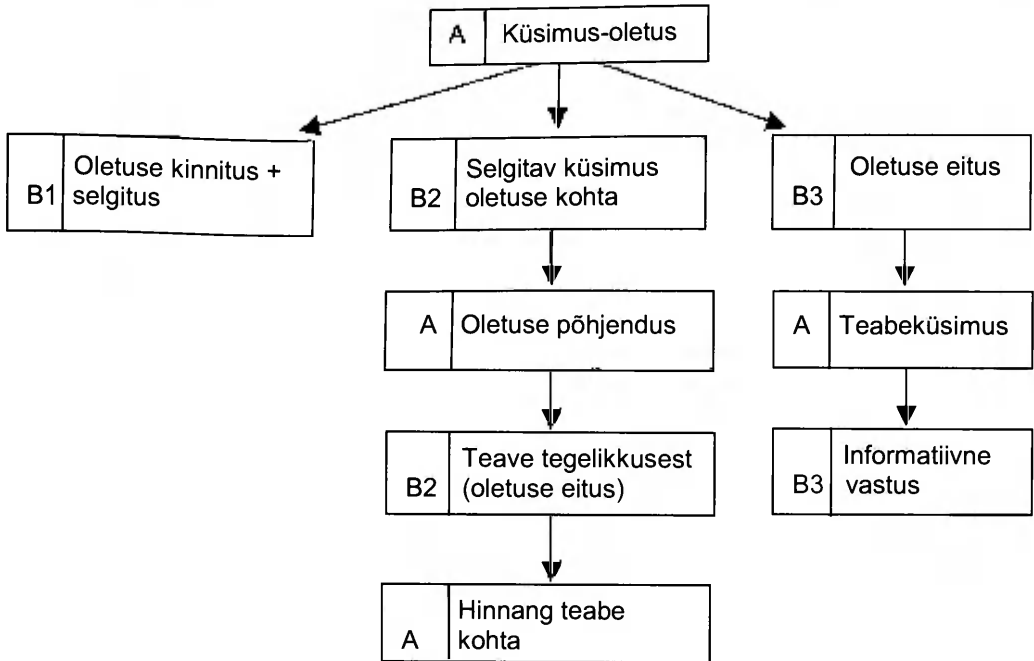 A Küsimus-oletus
B1 Oletuse kinnitus +
selgitus
B2 Selgitav küsimus
oletuse kohta
B3 Oletuse eitus
A Oletuse põhjendus
A Teabeküsimus
B2 Teave tegelikkusest
(oletuse eitus)
B3 Informatiivne
vastus
A Hinnang teabe
kohta